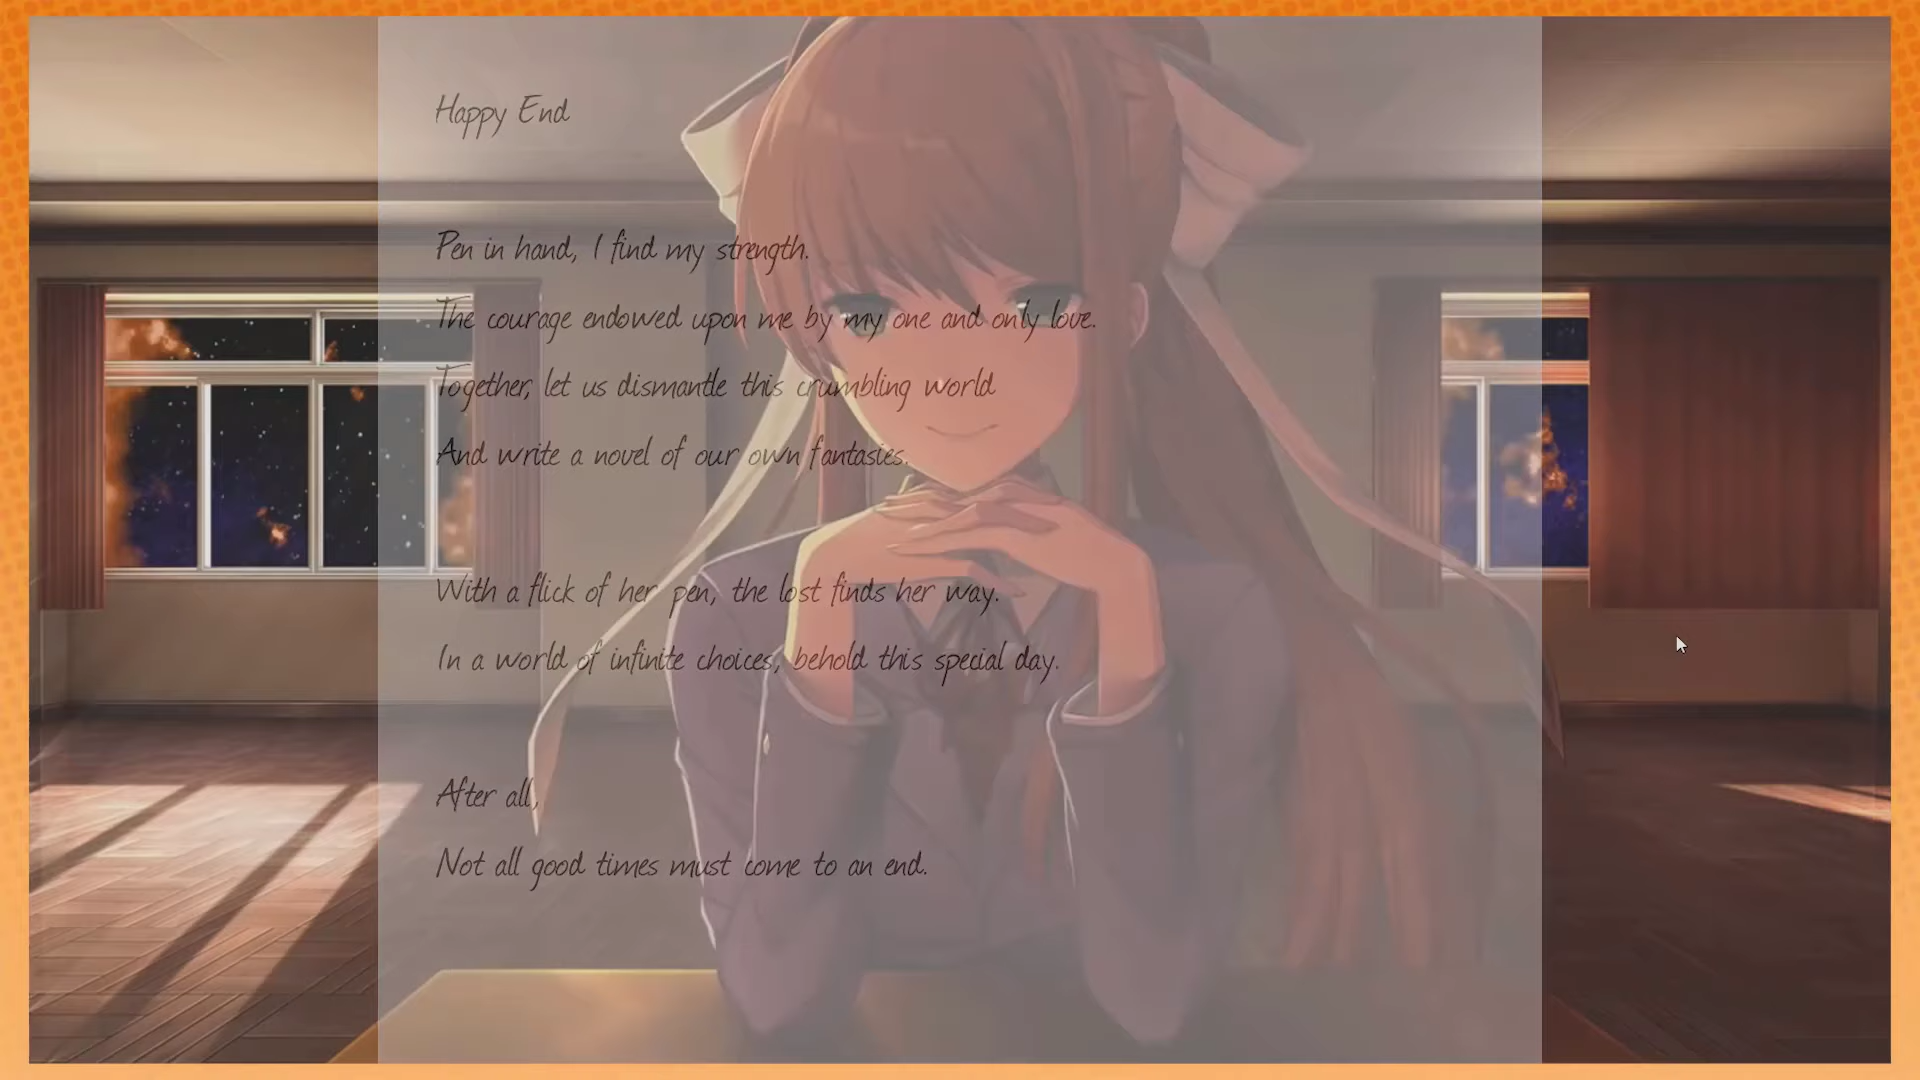 Happy End
Pen in hand, I find my strength.
The courage endowed upon me by my one and only love.
Together, let us dismantle this crumbling world
And write a novel of our own fantasies.
With a flick of her pen, the lost finds her way.
In a world of infinite choices, behold this special day.
After all,
Not all good times must come to an end.